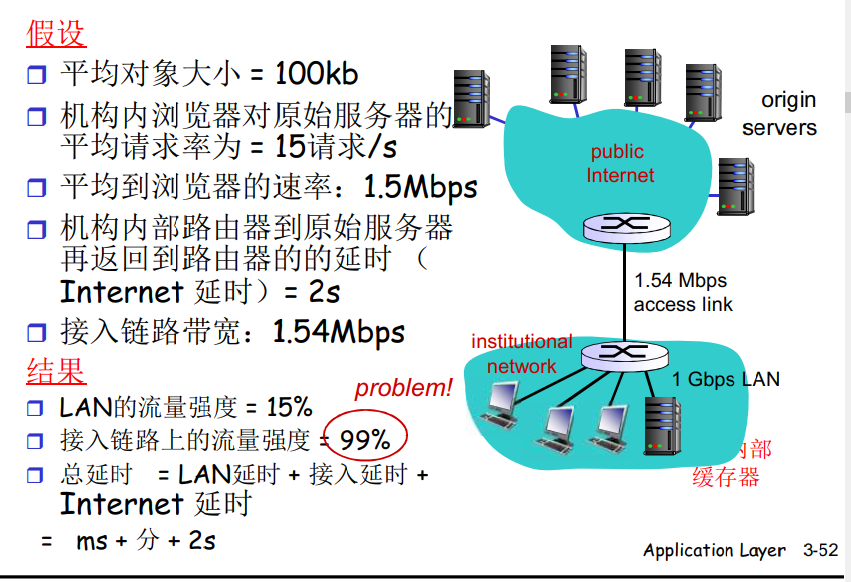 假设
平均对象大小 = 100kb
机构内浏览器对原始服务器的
平均请求率为 = 15请求/s
平均到浏览器的速率：1.5Mbps
机构内部路由器到原始服务器
再返回到路由器的的延时 （
Internet 延时）= 2s
接入链路带宽：1.54Mbps
结果
LAN的流量强度 = 15%
接入链路上的流量强度 = 99%
总延时 = LAN延时 + 接入延时 +
Internet 延时
= ms + 分 + 2s
problem!
origin
servers
public
Internet
1.54 Mbps
access link
institutional
network
1 Gbps LAN
内部
缓存器
Application Layer 3-52